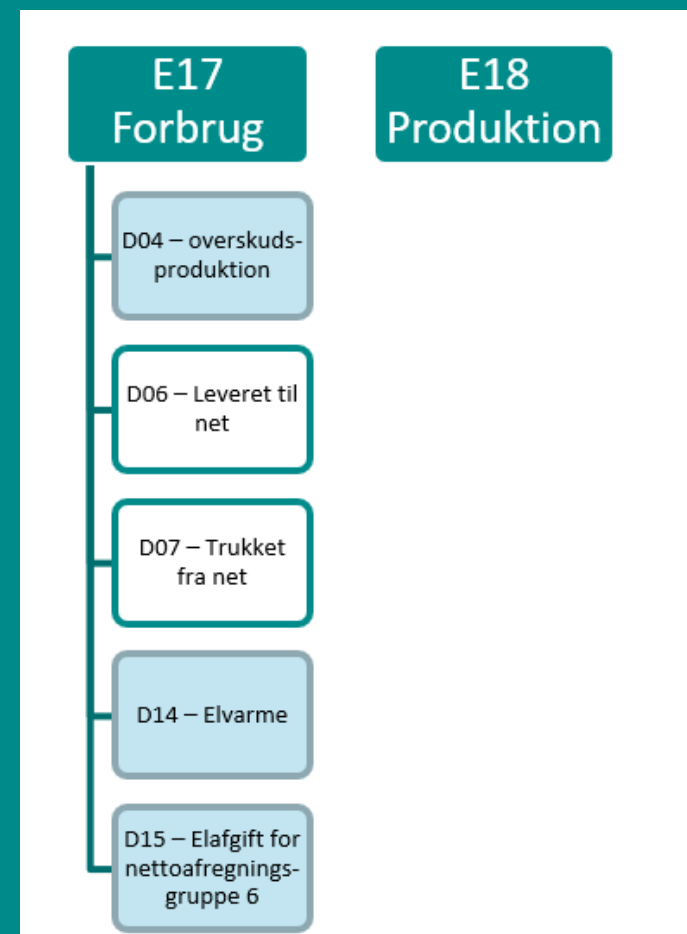 E17
Forbrug
E18
Produktion
D04 – overskuds-
produktion
D06 – Leveret til
net
D07 – Trukket
fra net
D14 – Elvarme
D15 – Elafgift for
nettoafregnings-
gruppe 6